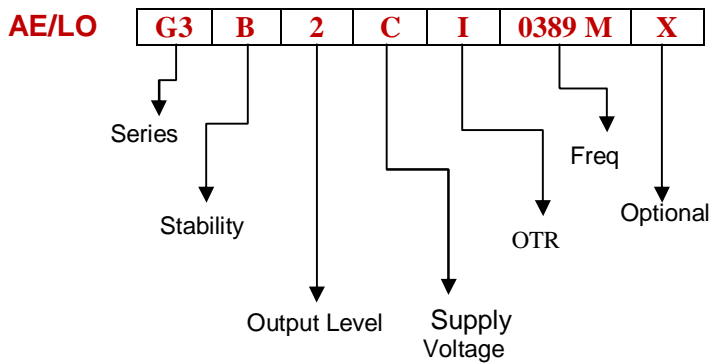 AE/LO G3 B 2 C I 0389 M X
Series
Freq
Stability
Optional
OTR
Output Level
Supply
Voltage